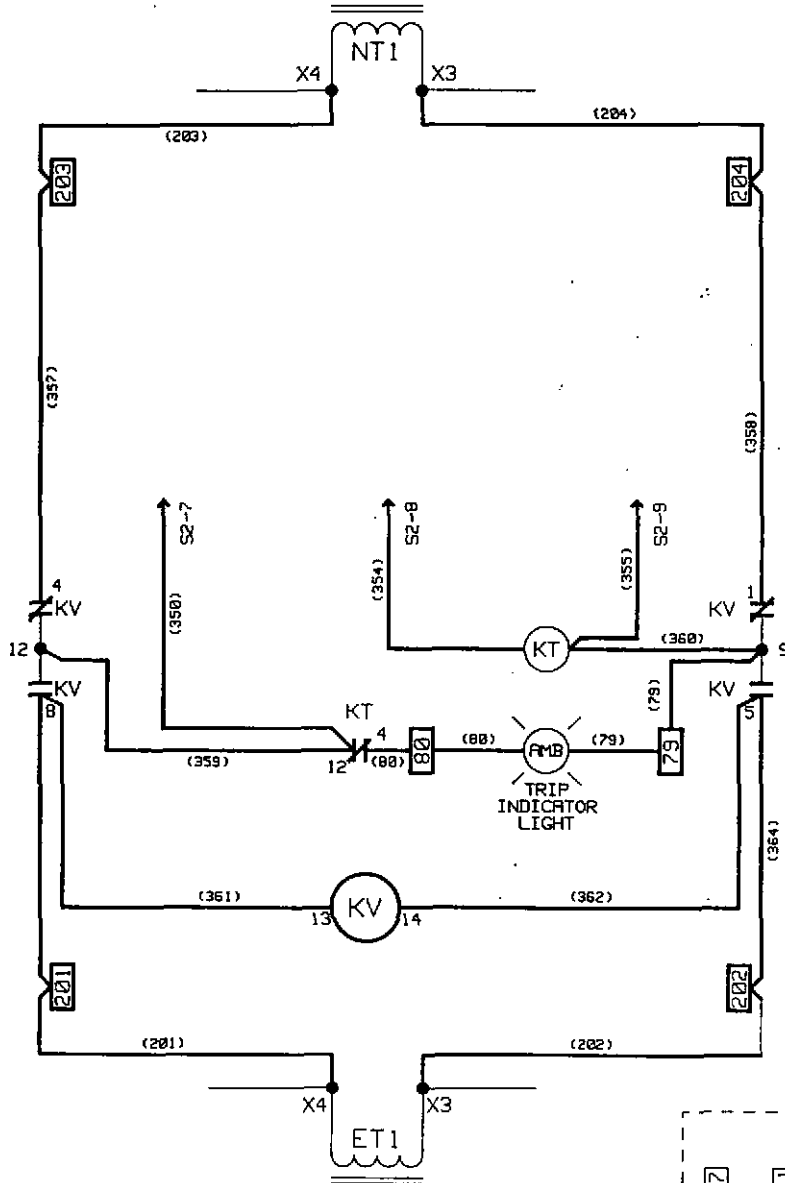 NT1
X4
X3
(203)
(204)
203
204
(357)
(358)
S2-7
S2-8
S2-9
(350)
(354)
(355)
4
KV
1
KV
12
KT
(360)
9
KV
8
KV
5
(79)
KT
4
12
(359)
(80)
80
(80)
AMB
(79)
79
TRIP
INDICATOR
LIGHT
(364)
(361)
13
KV
14
(362)
201
202
(201)
(202)
X4
X3
ET1